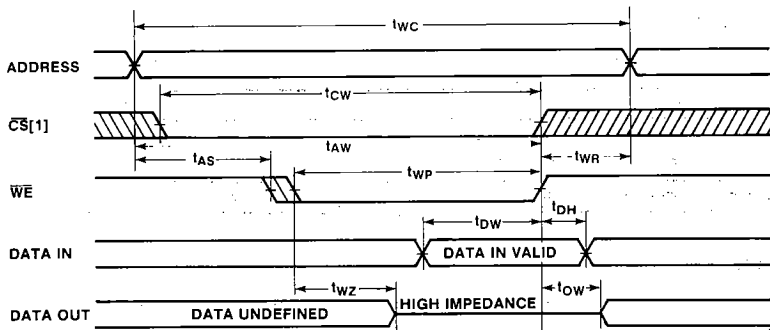 tWC
ADDRESS
tCW
CS[1]
tAW
tAS
tWR
WE
tWP
tDW
tDH
DATA IN
DATA IN VALID
tWZ
HIGH IMPEDANCE
tOW
DATA OUT
DATA UNDEFINED